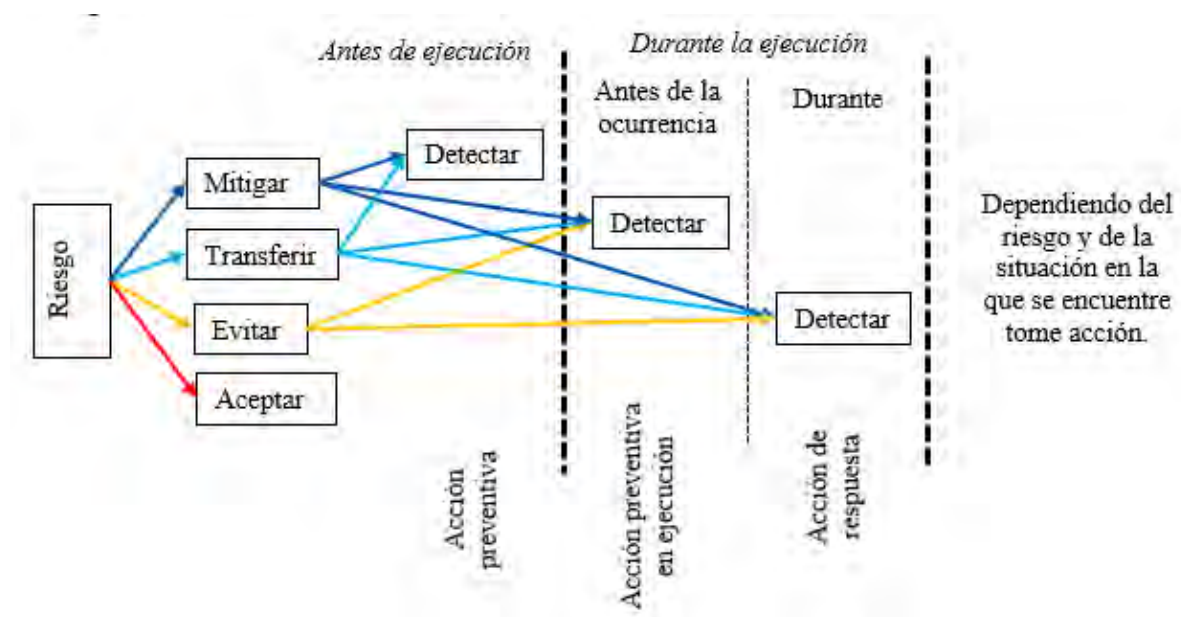 Antes de ejecución
Durante la ejecución
Antes de la
ocurrencia
Durante
Detectar
Mitigar
Detectar
Transferir
Riesgo
Evitar
Detectar
Aceptar
Dependiendo del
riesgo y de la
situación en la
que se encuentre
tome acción.
Acción
preventiva
Acción preventiva
en ejecución
Acción de
respuesta